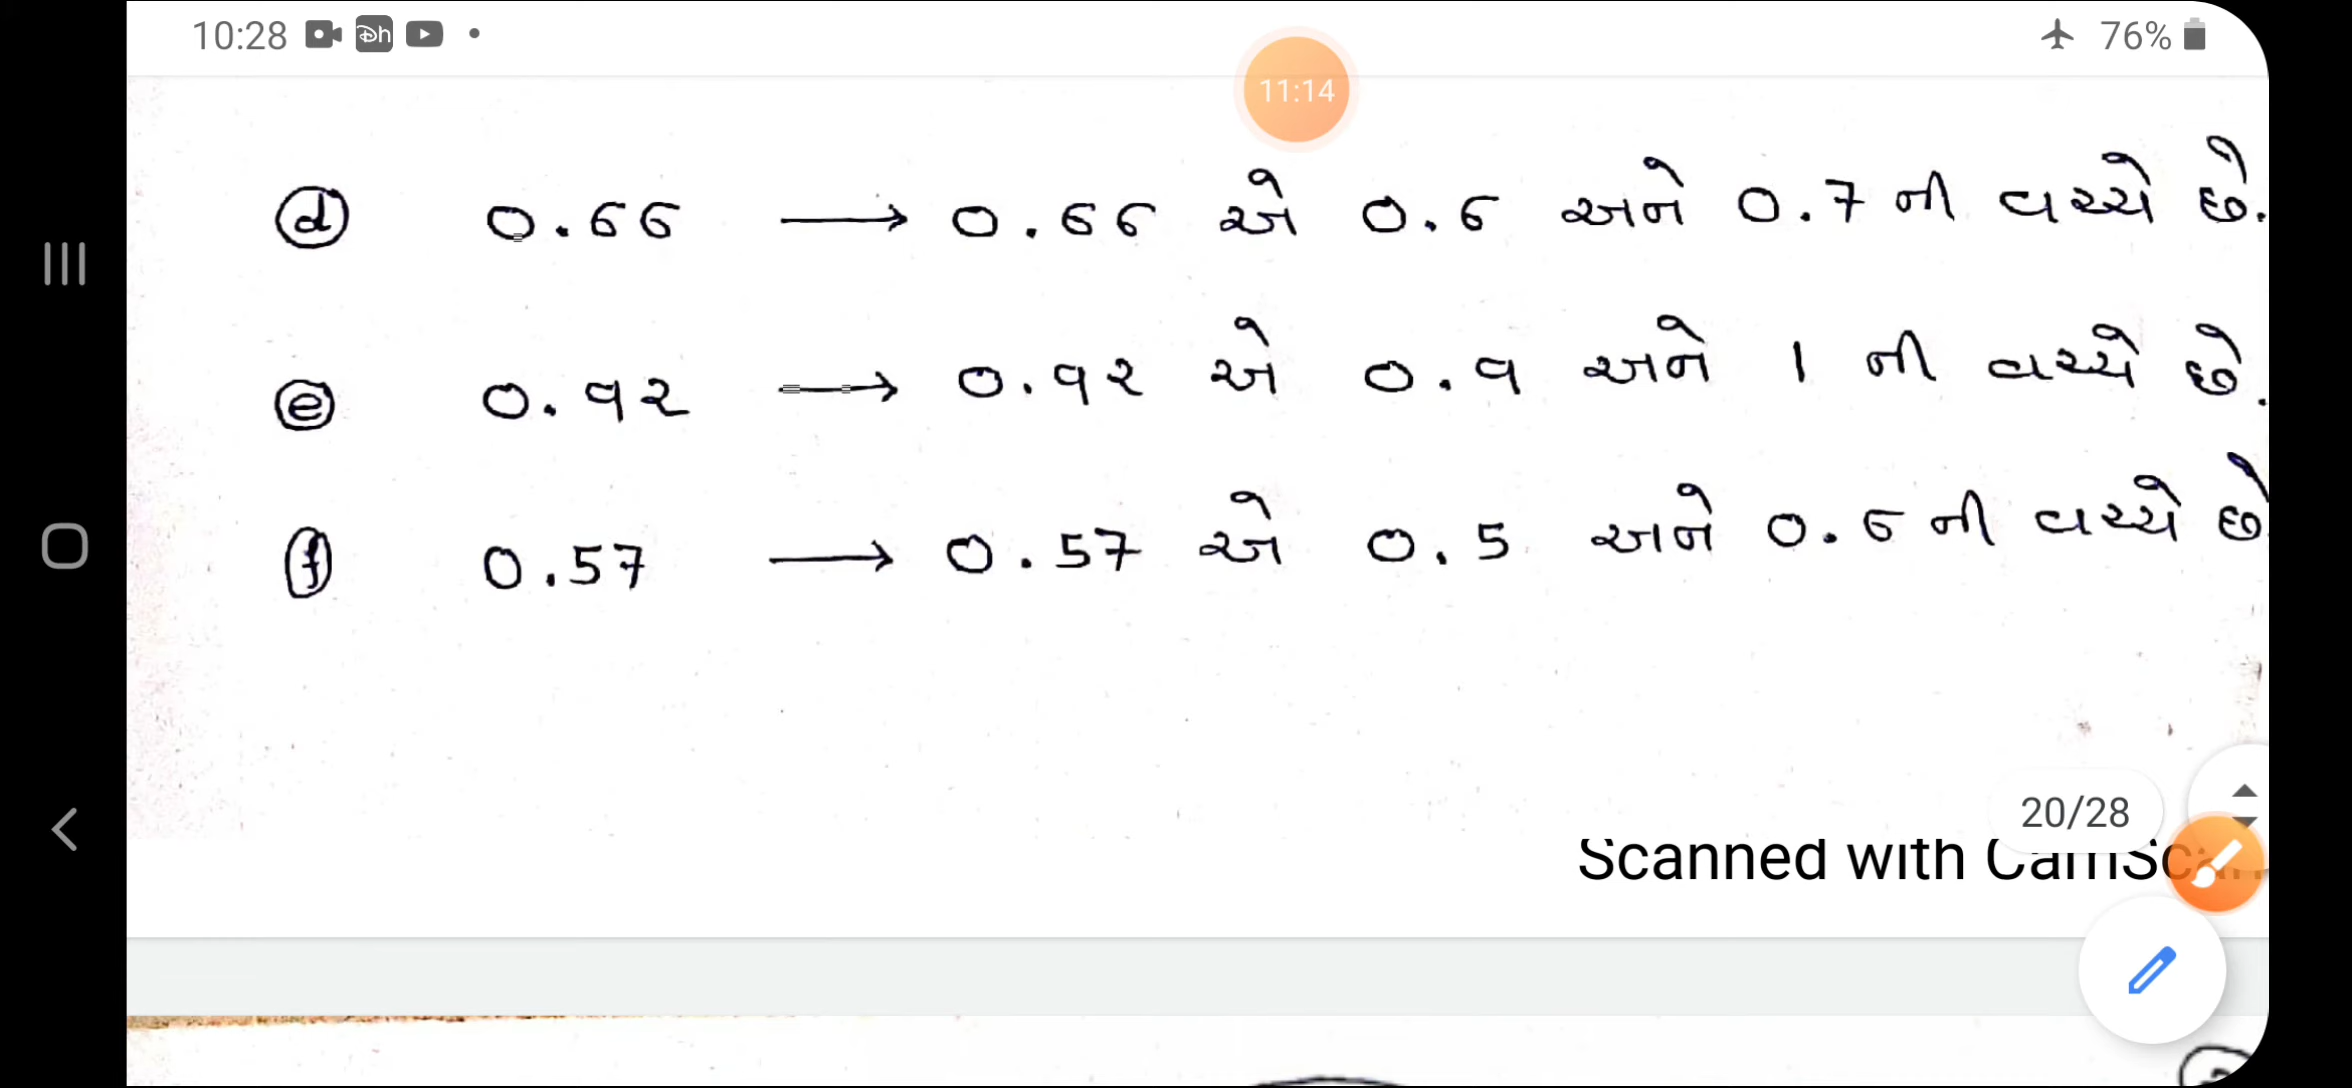 10:28 76%
11:14
(d) 0.66 → 0.66 એ 0.6 અને 0.7 ની વચ્ચે છે.
(e) 0.92 → 0.92 એ 0.9 અને 1 ની વચ્ચે છે.
(f) 0.57 → 0.57 એ 0.5 અને 0.6 ની વચ્ચે છે
20/28
Scanned with